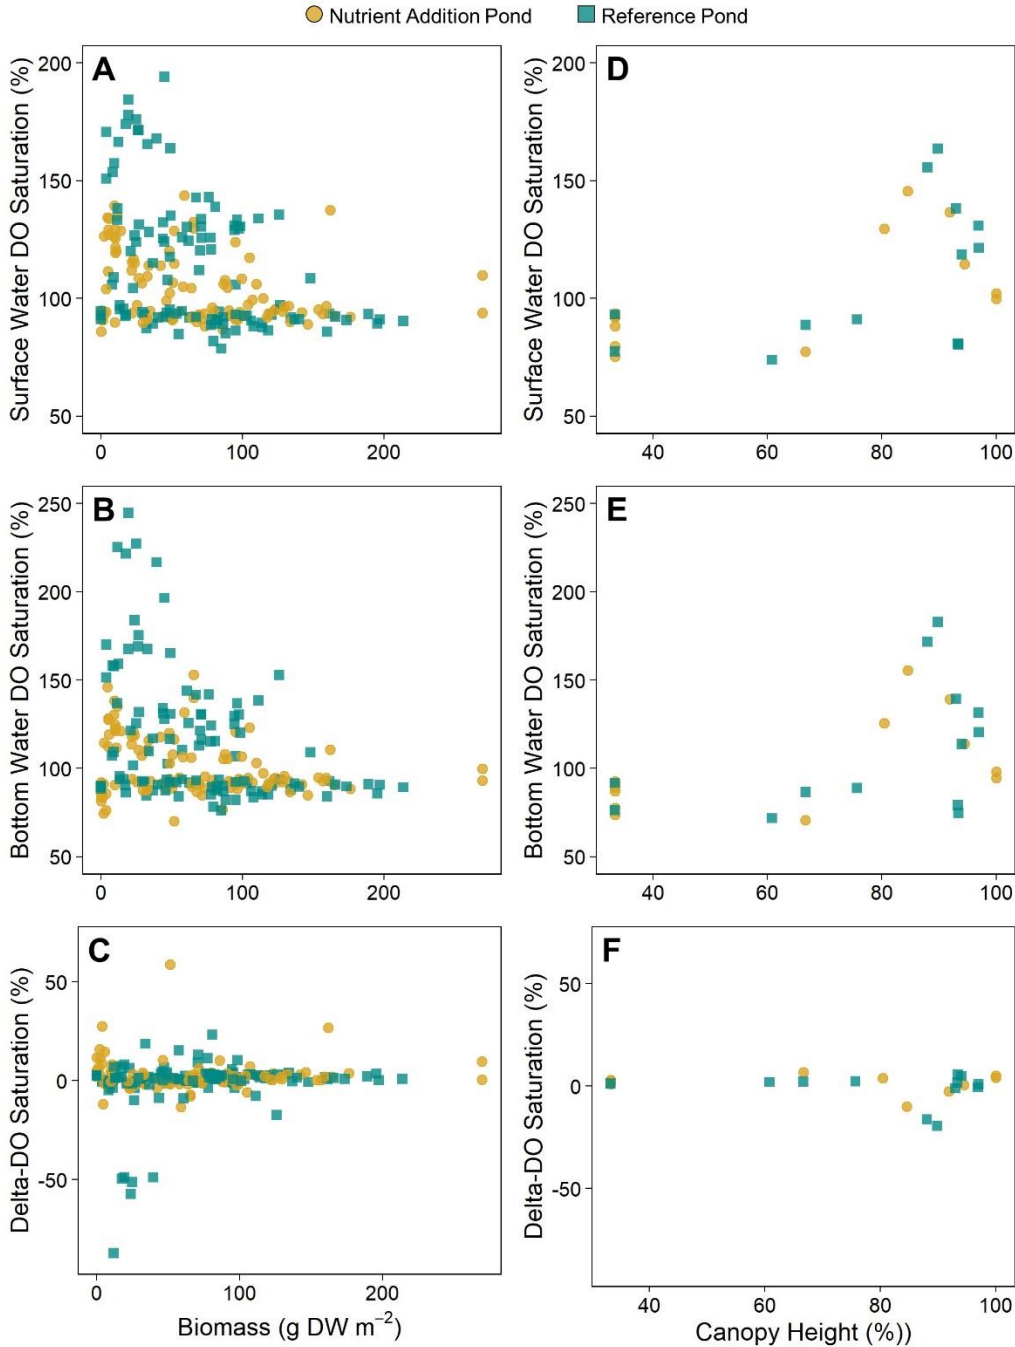 Nutrient Addition Pond Reference Pond
A
Surface Water DO Saturation (%)
200
150
100
50
0 100 200
D
Surface Water DO Saturation (%)
200
150
100
50
40 60 80 100
B
Bottom Water DO Saturation (%)
250
200
150
100
50
0 100 200
E
Bottom Water DO Saturation (%)
250
200
150
100
50
40 60 80 100
C
Delta-DO Saturation (%)
50
0
-50
0 100 200
Biomass (g DW m⁻²)
F
Delta-DO Saturation (%)
50
0
-50
40 60 80 100
Canopy Height (%))